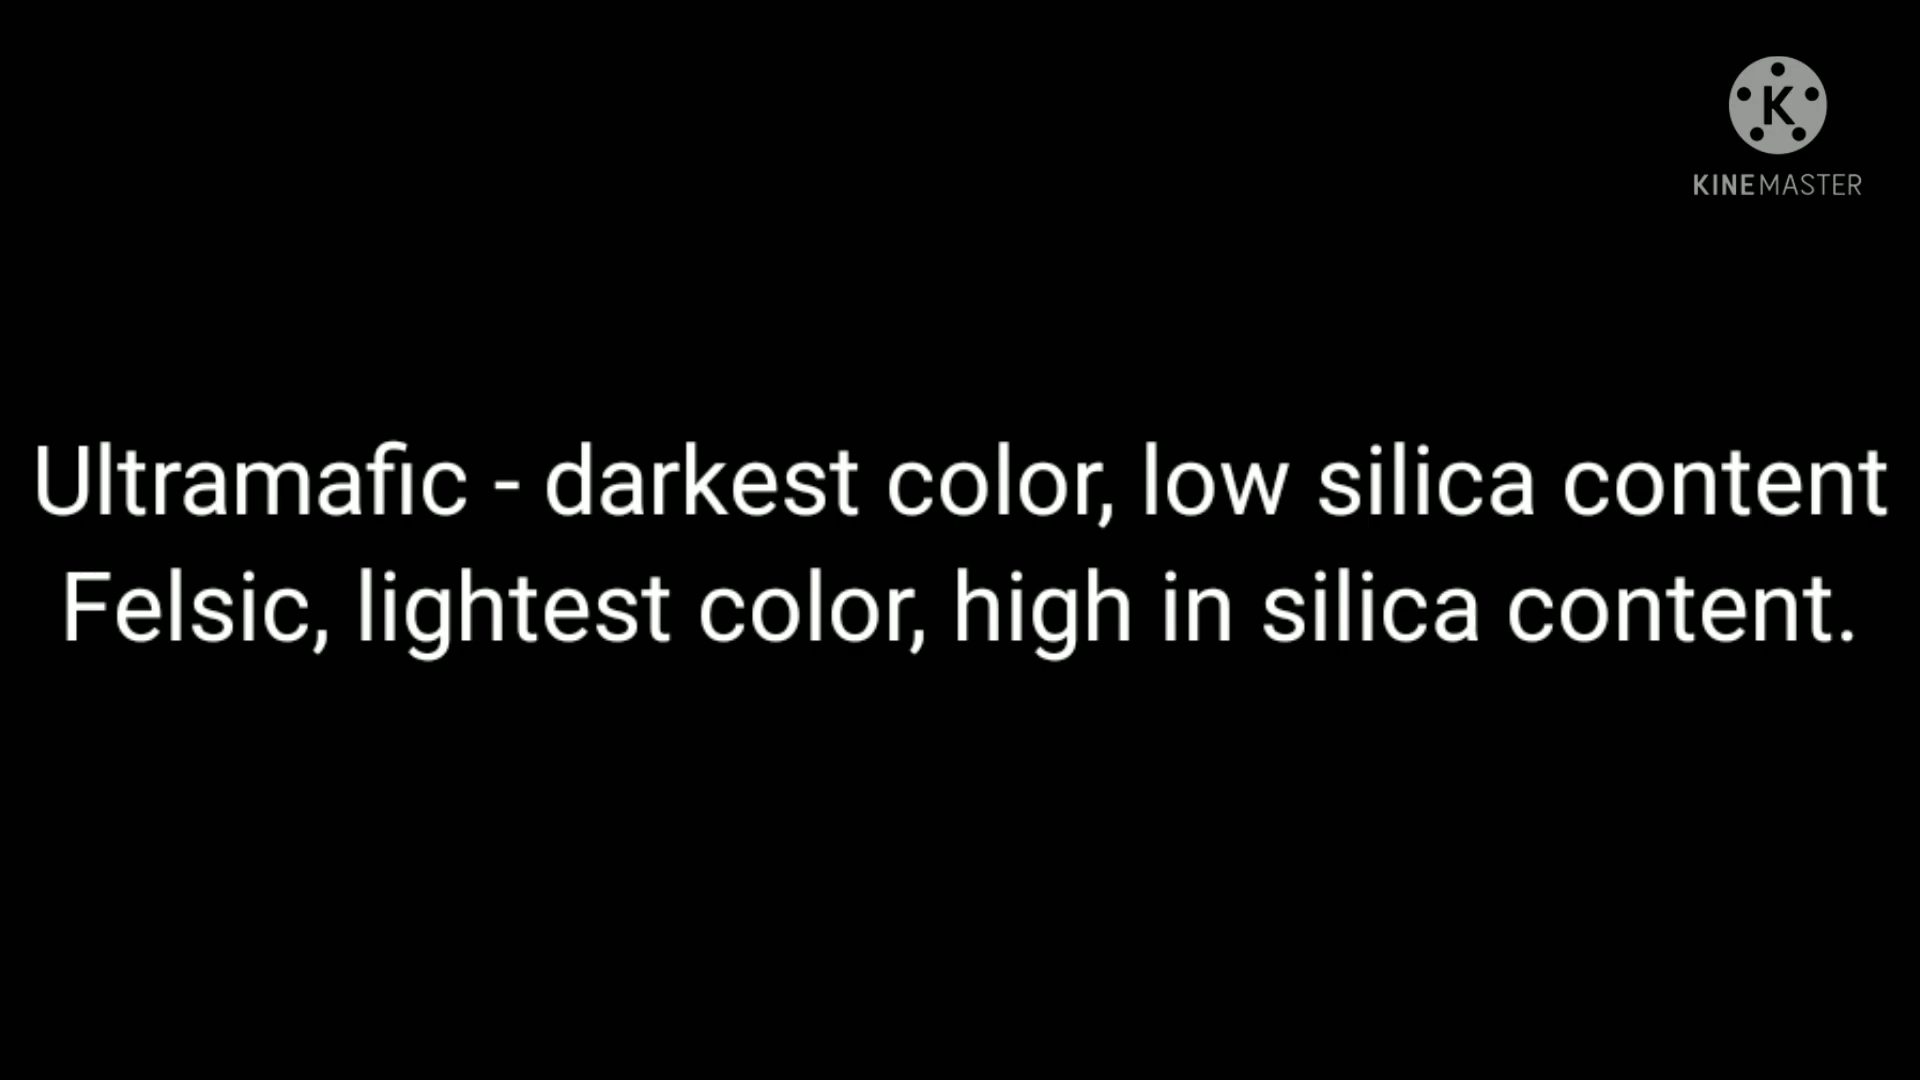 K
KINEMASTER
Ultramafic - darkest color, low silica content
Felsic, lightest color, high in silica content.